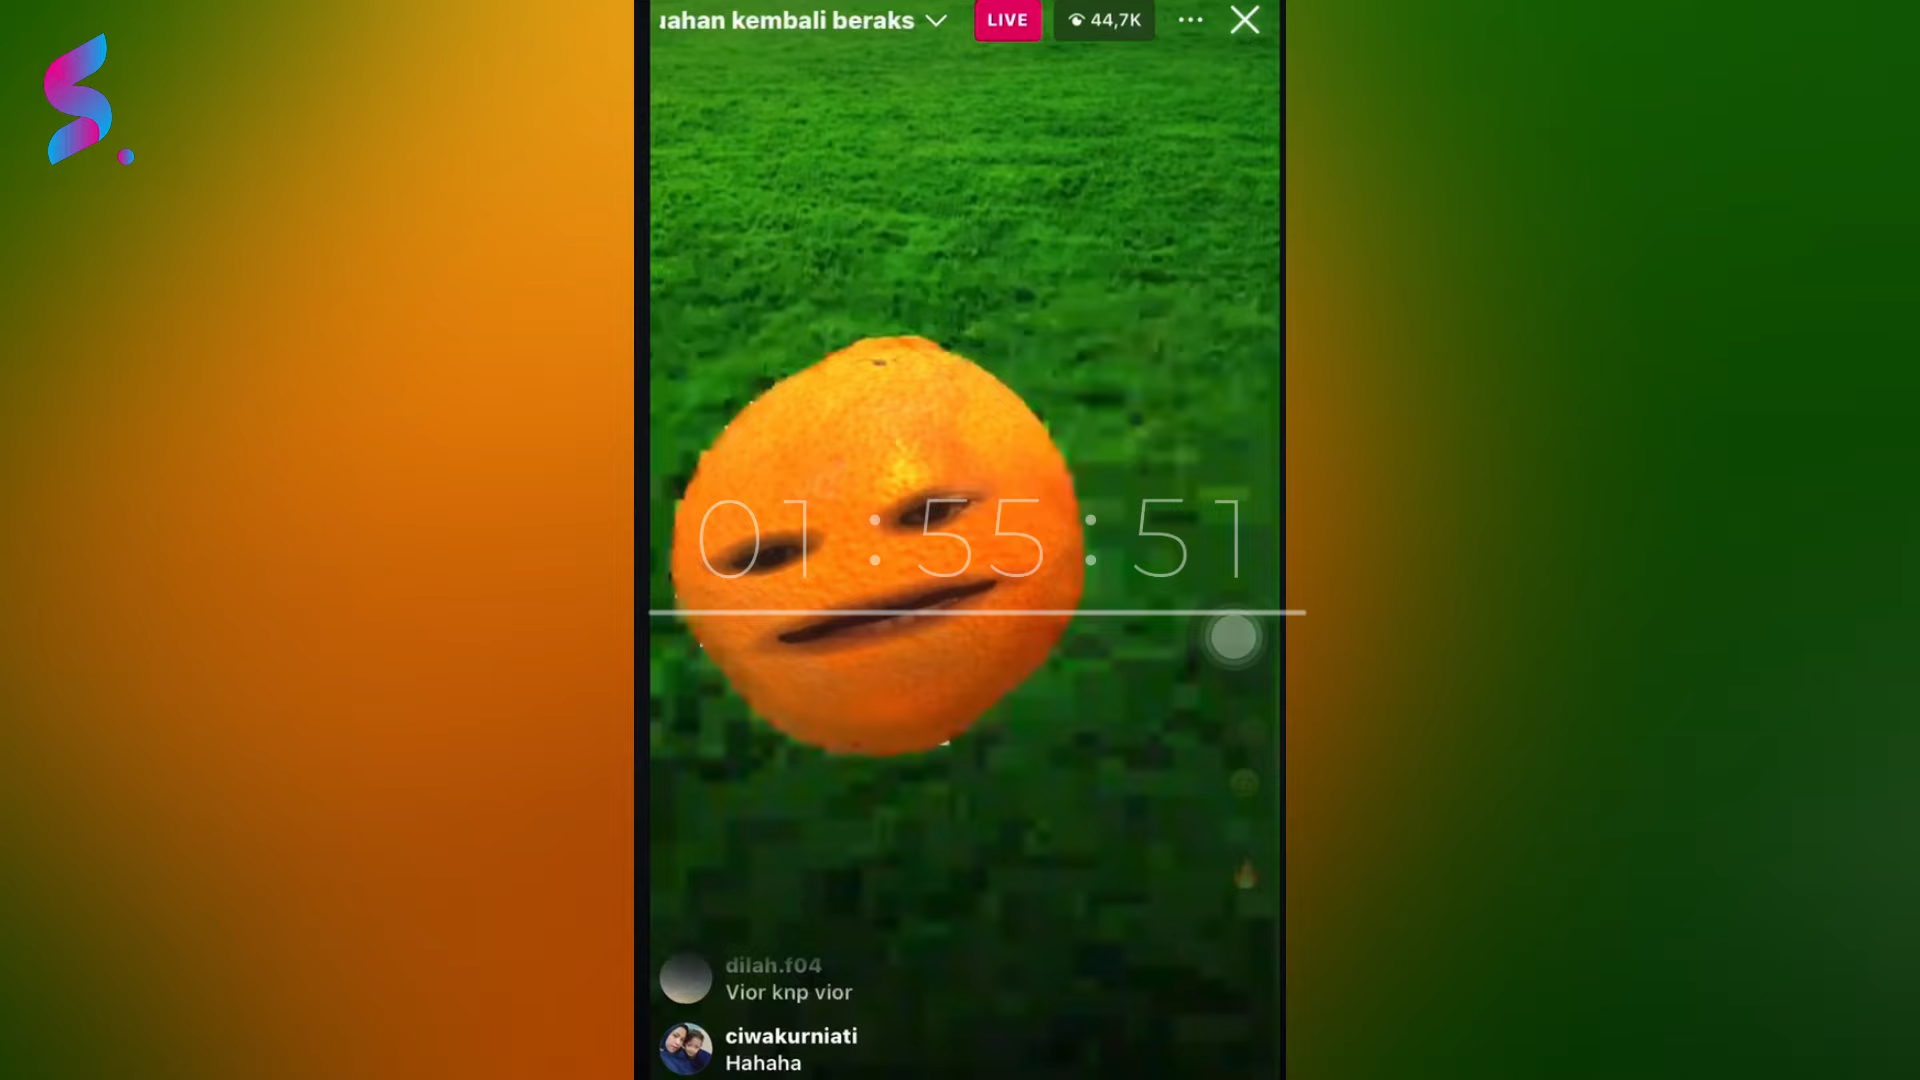 ıahan kembali beraks
LIVE
44,7K
01 : 55 : 51
dilah.f04
Vior knp vior
ciwakurniati
Hahaha